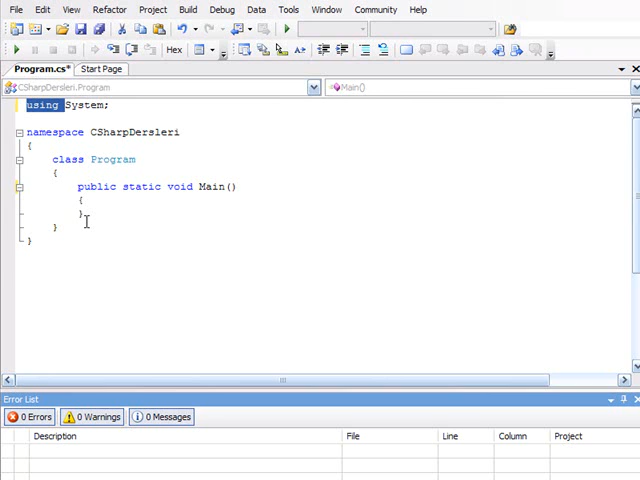 File Edit View Refactor Project Build Debug Data Tools Window Community Help
Hex
Program.cs* Start Page
CSharpDersleri.Program Main()
using System;
namespace CSharpDersleri
{
class Program
{
public static void Main()
{
}
}
}
Error List
0 Errors 0 Warnings 0 Messages
Description File Line Column Project